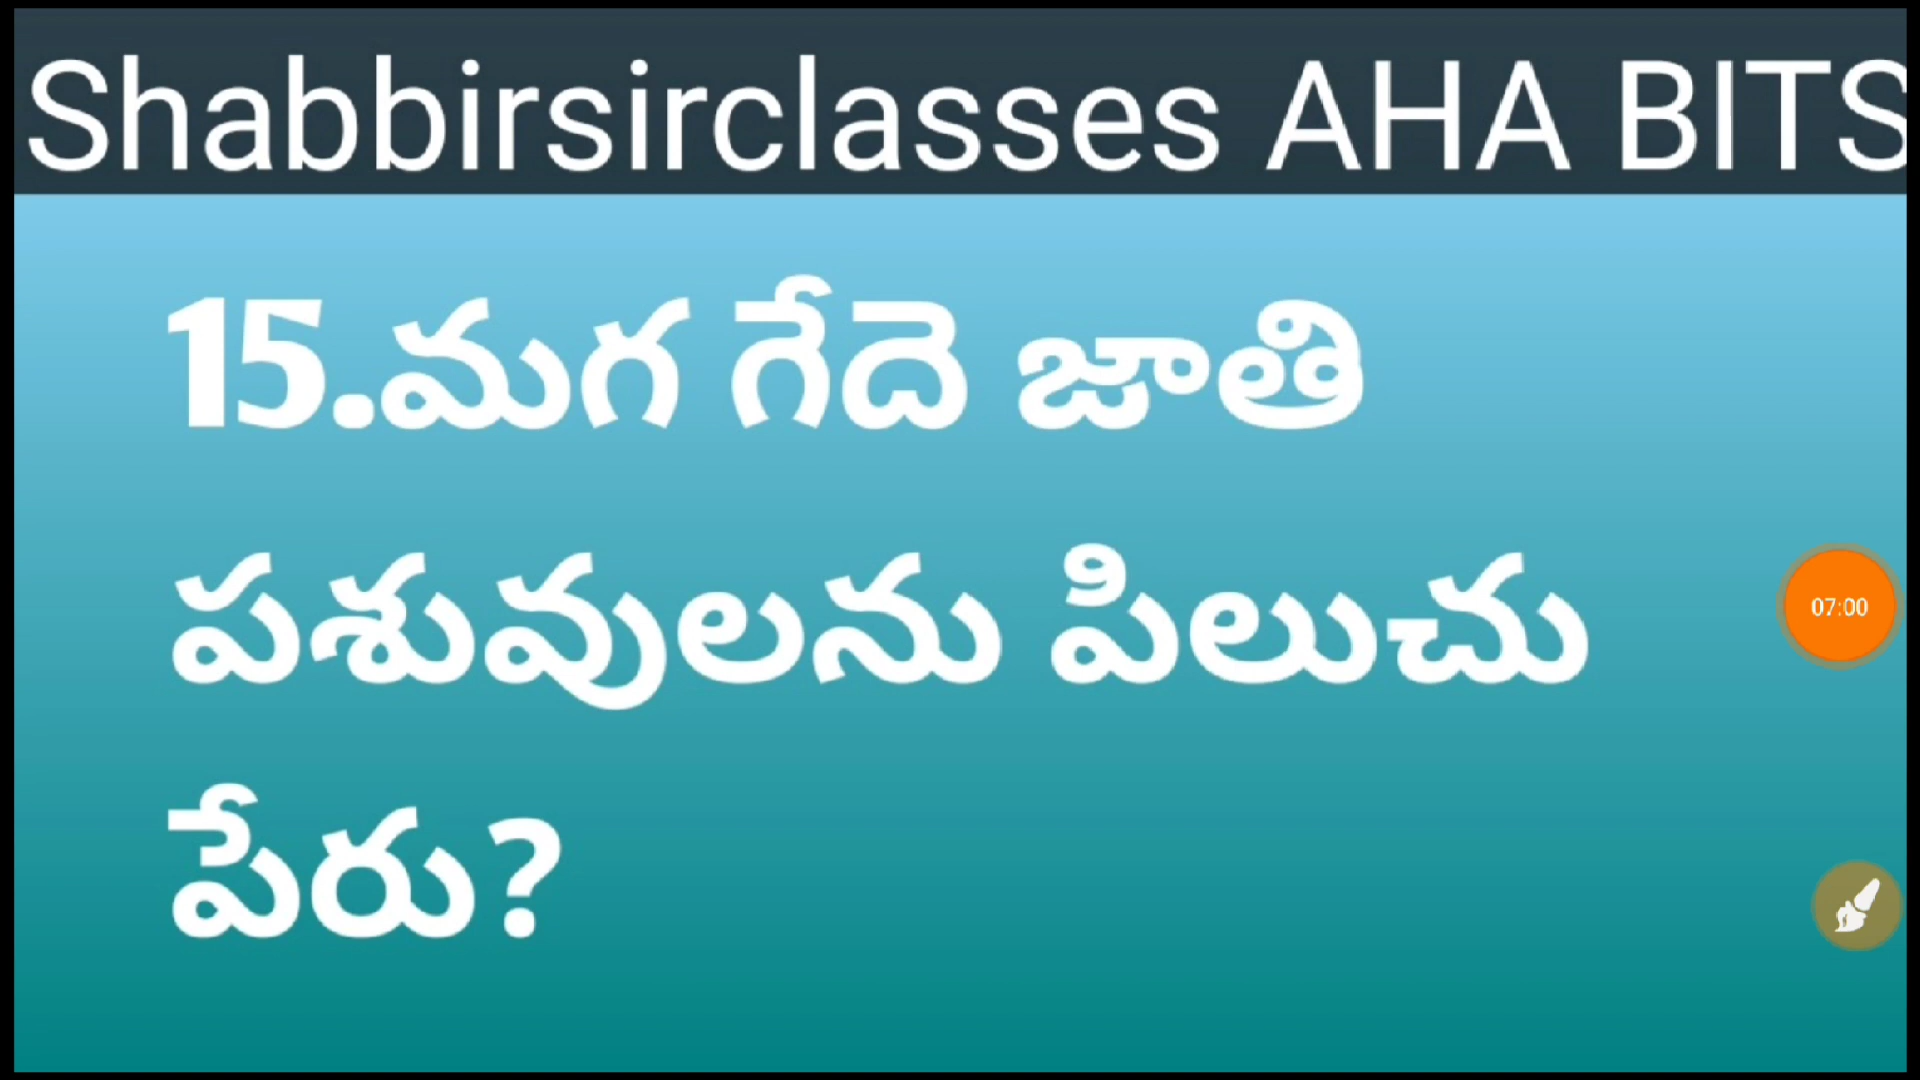 Shabbirsirclasses AHA BITS
15.మగ గేదె జాతి
పశువులను పిలుచు
పేరు?
07:00